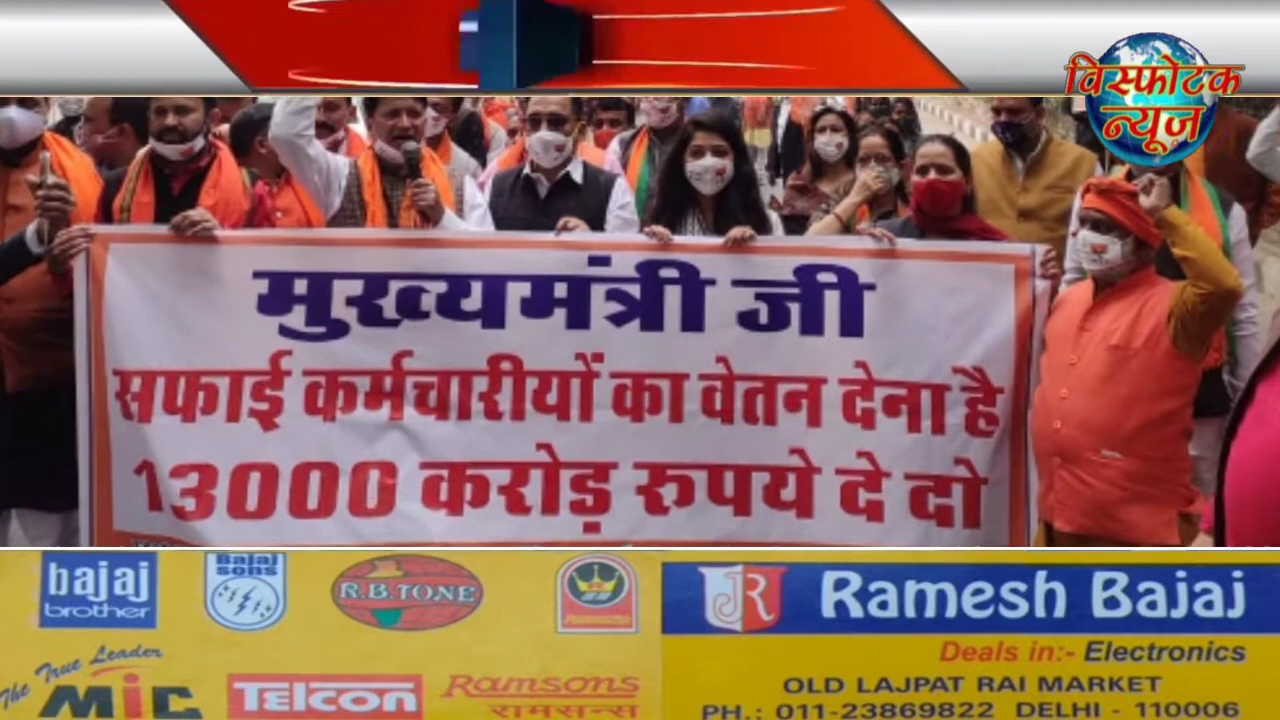 विस्फोटक
न्यूज
मुख्यमंत्री जी
सफाई कर्मचारीयों का वेतन देना है
13000 करोड़ रूपये दे दो
bajaj
brother
Bajaj
sons
R.B.TONE
The True Leader
MIC
TELCON
Ramsons
रामसन्स
JR
Ramesh Bajaj
Deals in:- Electronics
OLD LAJPAT RAI MARKET
PH.: 011-23869822 DELHI - 110006